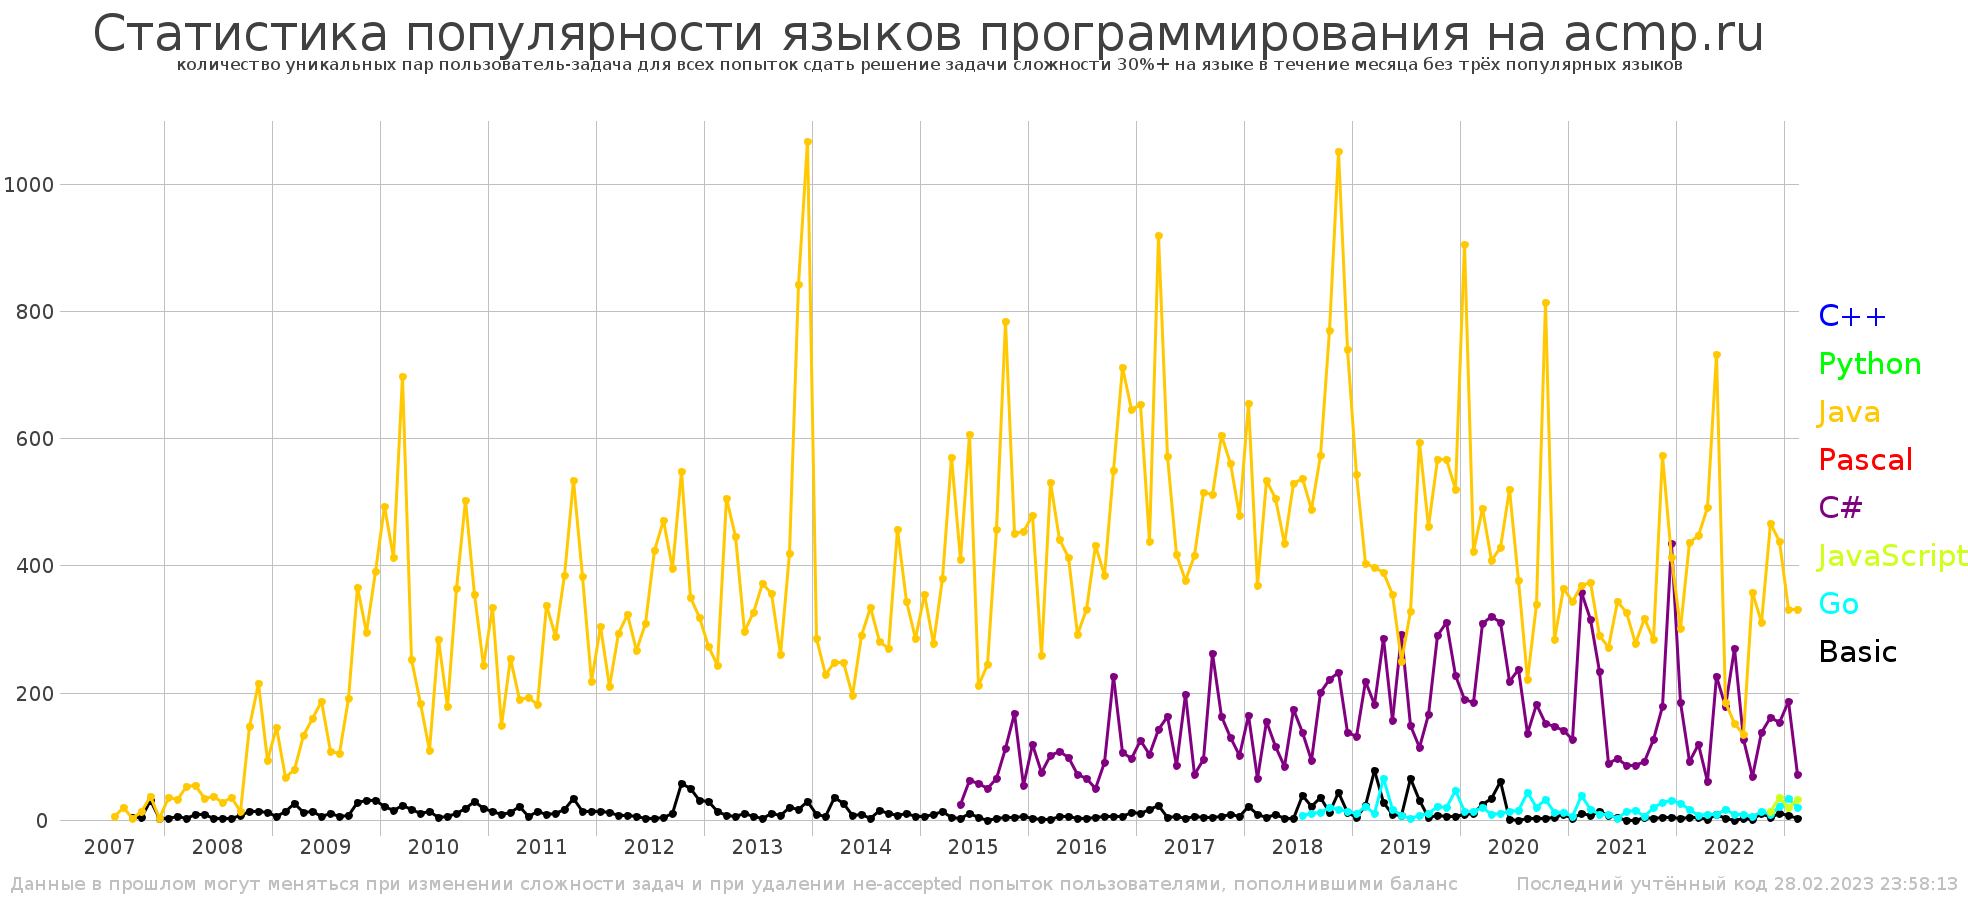 Статистика популярности языков программирования на acmp.ru
количество уникальных пар пользователь-задача для всех попыток сдать решение задачи сложности 30%+ на языке в течение месяца без трёх популярных языков
1000
800
600
400
200
0
C++
Python
Java
Pascal
C#
JavaScript
Go
Basic
2007 2008 2009 2010 2011 2012 2013 2014 2015 2016 2017 2018 2019 2020 2021 2022
Данные в прошлом могут меняться при изменении сложности задач и при удалении не-accepted попыток пользователями, пополнившими баланс Последний учтённый код 28.02.2023 23:58:13